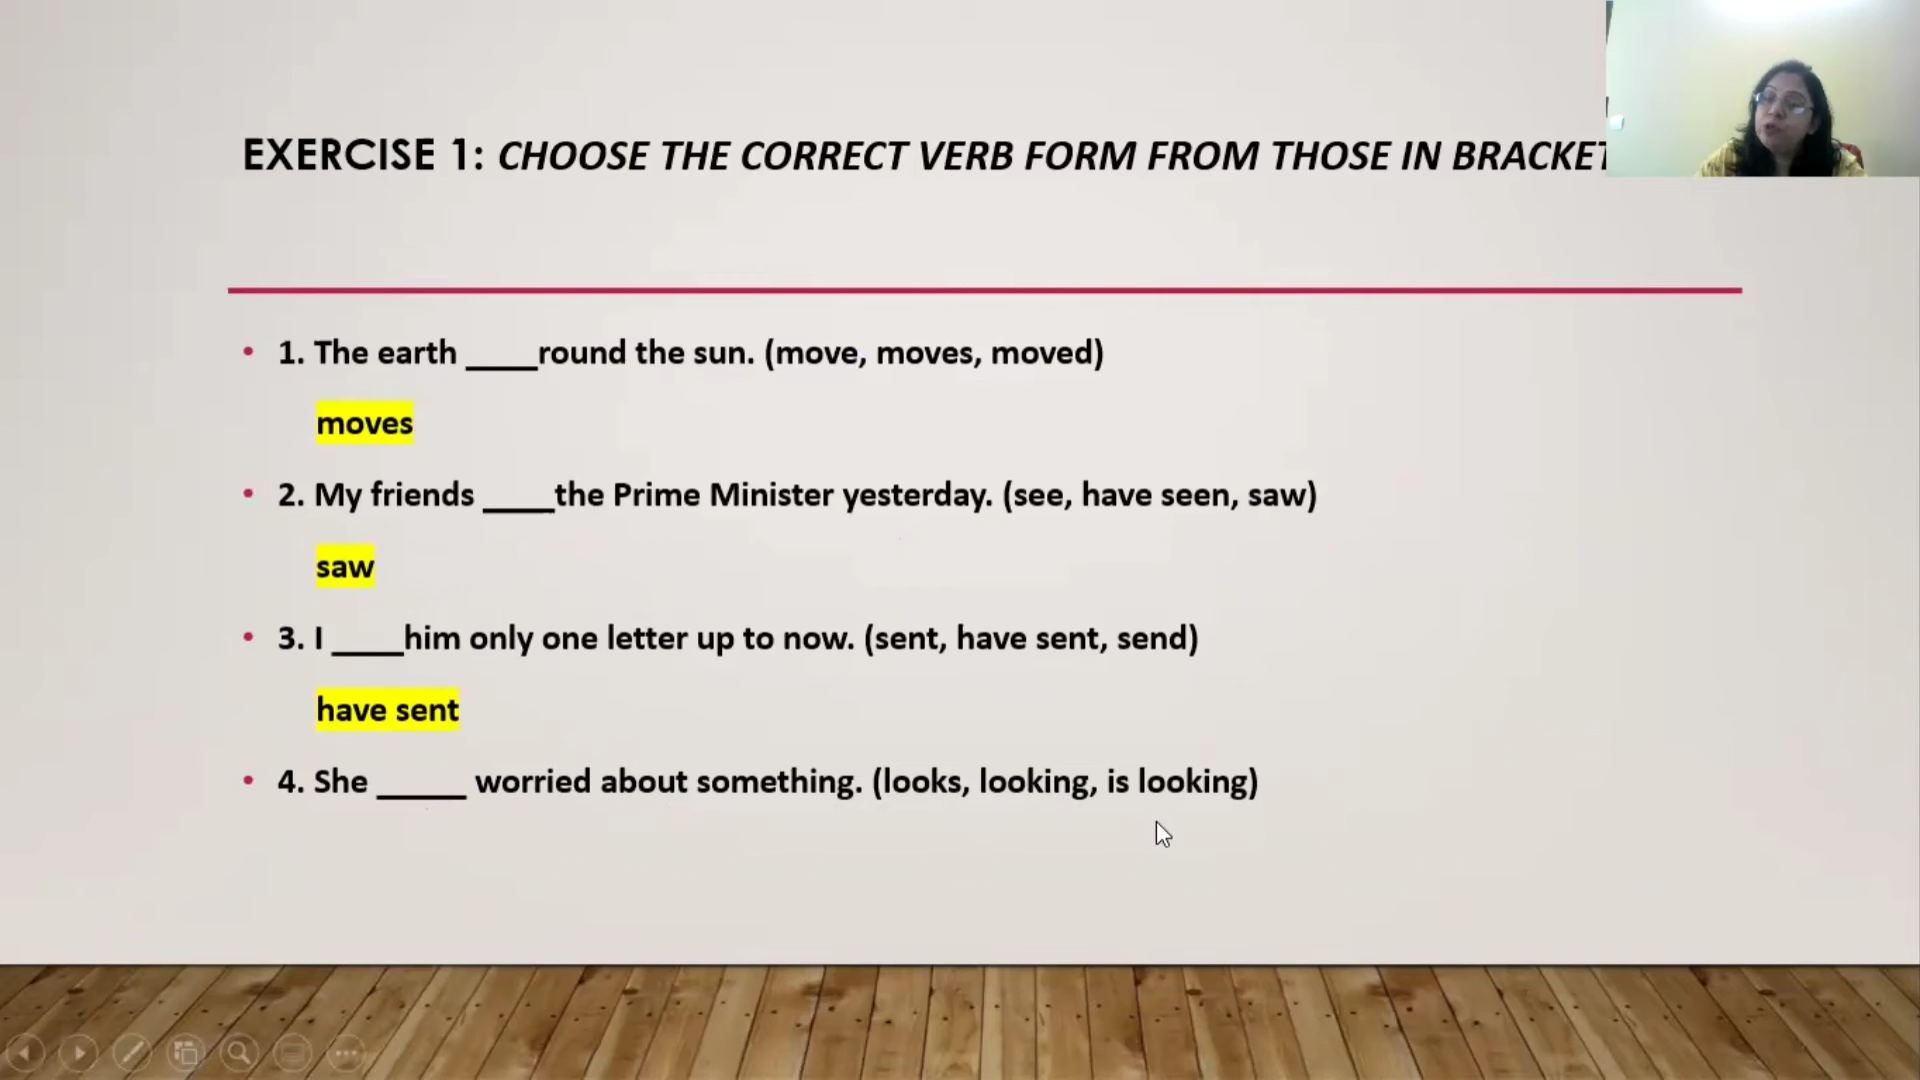 EXERCISE 1: CHOOSE THE CORRECT VERB FORM FROM THOSE IN BRACKET
• 1. The earth ____round the sun. (move, moves, moved)
moves
• 2. My friends ____the Prime Minister yesterday. (see, have seen, saw)
saw
• 3. I ____him only one letter up to now. (sent, have sent, send)
have sent
• 4. She _____ worried about something. (looks, looking, is looking)